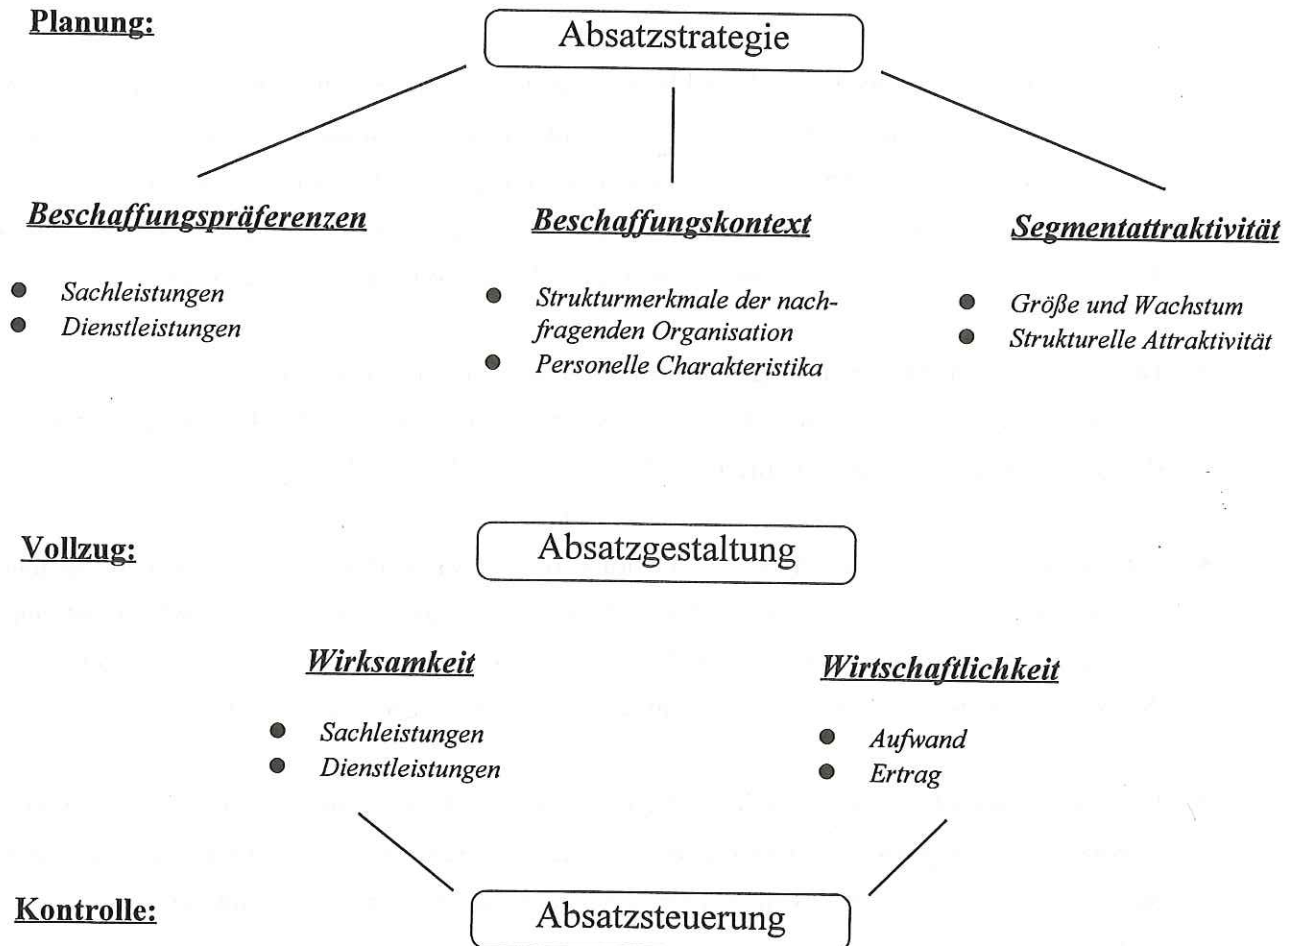 Planung:
Absatzstrategie
Beschaffungspräferenzen
Sachleistungen
Dienstleistungen
Beschaffungskontext
Strukturmerkmale der nach-
fragenden Organisation
Personelle Charakteristika
Segmentattraktivität
Größe und Wachstum
Strukturelle Attraktivität
Vollzug:
Absatzgestaltung
Wirksamkeit
Sachleistungen
Dienstleistungen
Wirtschaftlichkeit
Aufwand
Ertrag
Kontrolle:
Absatzsteuerung